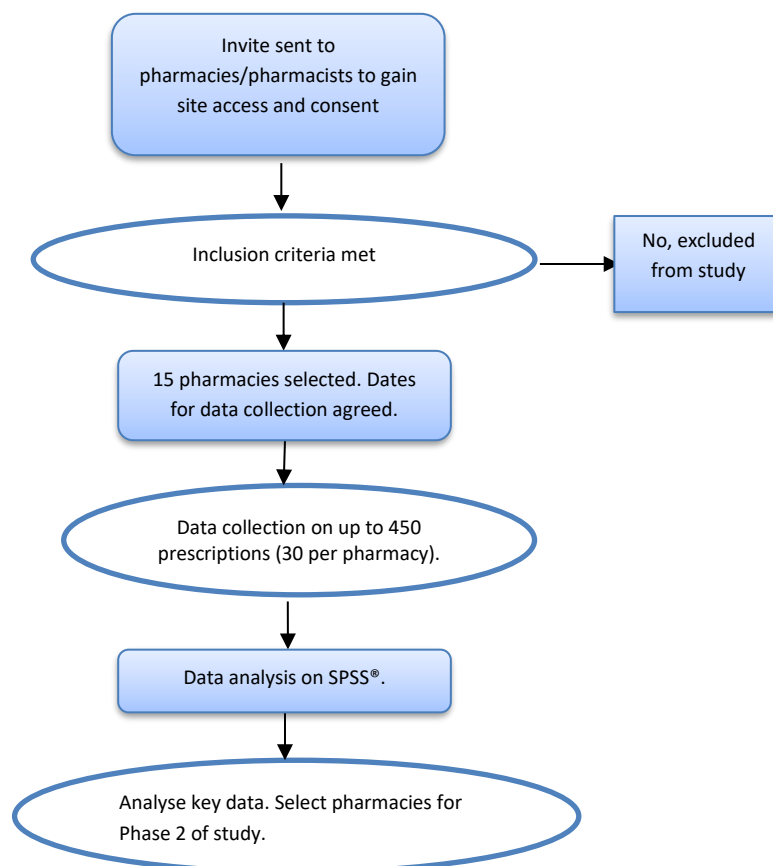 Invite sent to
pharmacies/pharmacists to gain
site access and consent
Inclusion criteria met
No, excluded
from study
15 pharmacies selected. Dates
for data collection agreed.
Data collection on up to 450
prescriptions (30 per pharmacy).
Data analysis on SPSS®.
Analyse key data. Select pharmacies for
Phase 2 of study.